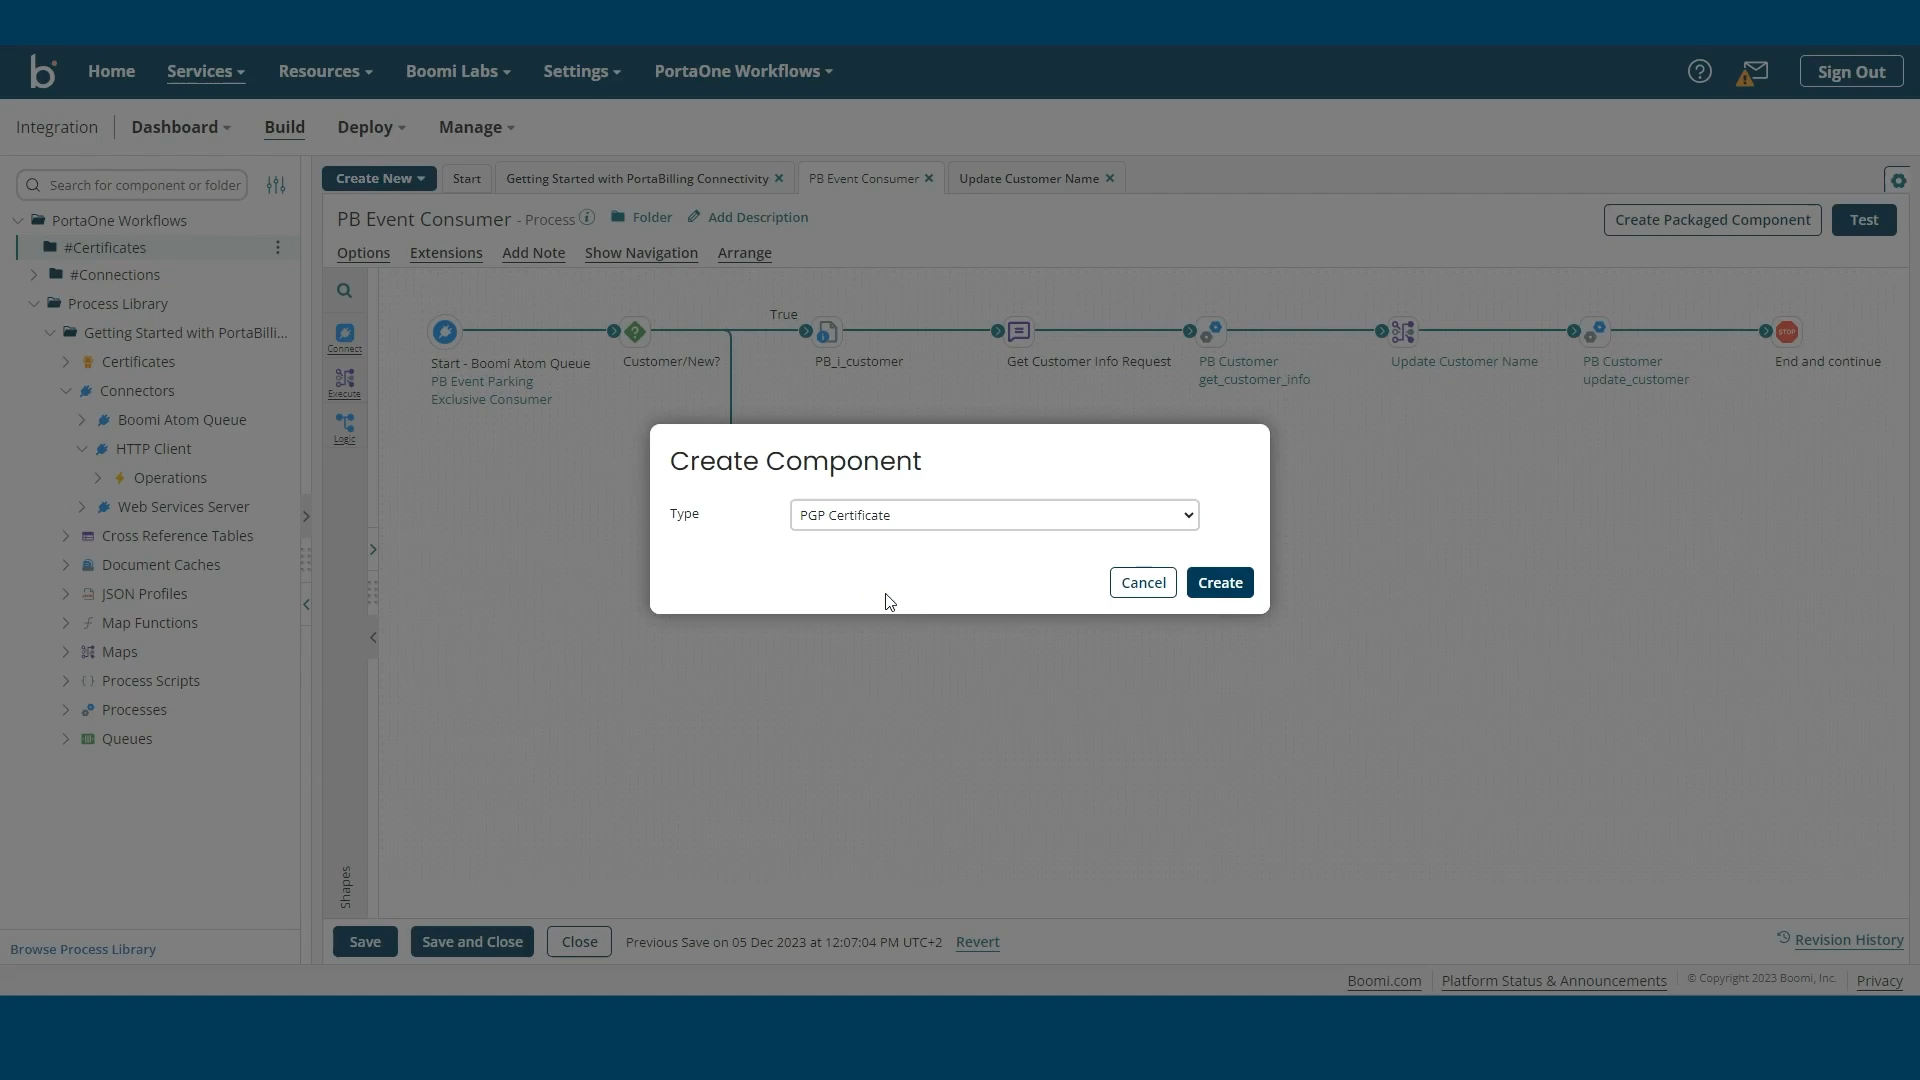 b Home Services Resources Boomi Labs Settings PortaOne Workflows Sign Out
Integration Dashboard Build Deploy Manage
Search for component or folder
PortaOne Workflows
#Certificates
#Connections
Process Library
Getting Started with PortaBilli...
Certificates
Connectors
Boomi Atom Queue
HTTP Client
Operations
Web Services Server
Cross Reference Tables
Document Caches
JSON Profiles
Map Functions
Maps
Process Scripts
Processes
Queues
Browse Process Library
Create New Start Getting Started with PortaBilling Connectivity PB Event Consumer Update Customer Name
PB Event Consumer - Process Folder Add Description
Create Packaged Component Test
Options Extensions Add Note Show Navigation Arrange
Connect
Execute
Logic
Shapes
True
Start - Boomi Atom Queue
PB Event Parking
Exclusive Consumer
Customer/New?
PB_i_customer
Get Customer Info Request
PB Customer
get_customer_info
Update Customer Name
PB Customer
update_customer
STOP
End and continue
Create Component
Type PGP Certificate
Cancel Create
Save Save and Close Close Previous Save on 05 Dec 2023 at 12:07:04 PM UTC+2 Revert
Revision History
Boomi.com Platform Status & Announcements © Copyright 2023 Boomi, Inc. Privacy